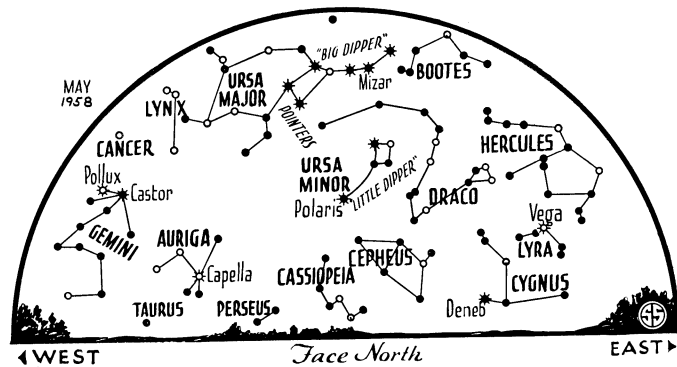 "BIG DIPPER"
BOOTES
MAY
1958
URSA
MAJOR
Mizar
LYNX
POINTERS
HERCULES
CANCER
URSA
MINOR
"LITTLE DIPPER"
Pollux
Castor
Polaris
DRACO
Vega
GEMINI
AURIGA
LYRA
CEPHEUS
Capella
CASSIOPEIA
CYGNUS
TAURUS
PERSEUS
Deneb
WEST
Face North
EAST